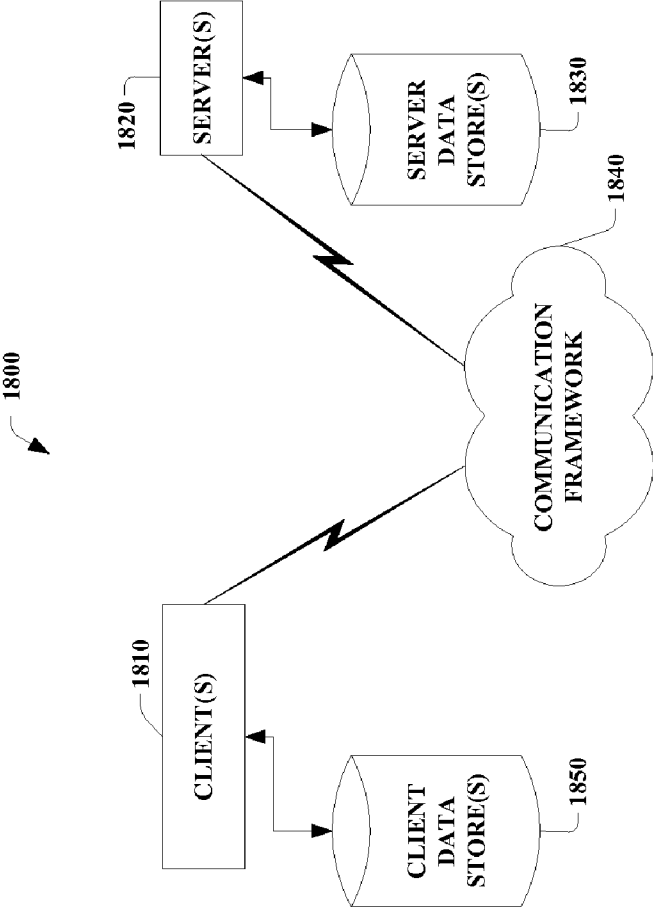 1800
1810
1820
CLIENT(S)
SERVER(S)
CLIENT
DATA
STORE(S)
SERVER
DATA
STORE(S)
1850
1830
1840
COMMUNICATION
FRAMEWORK